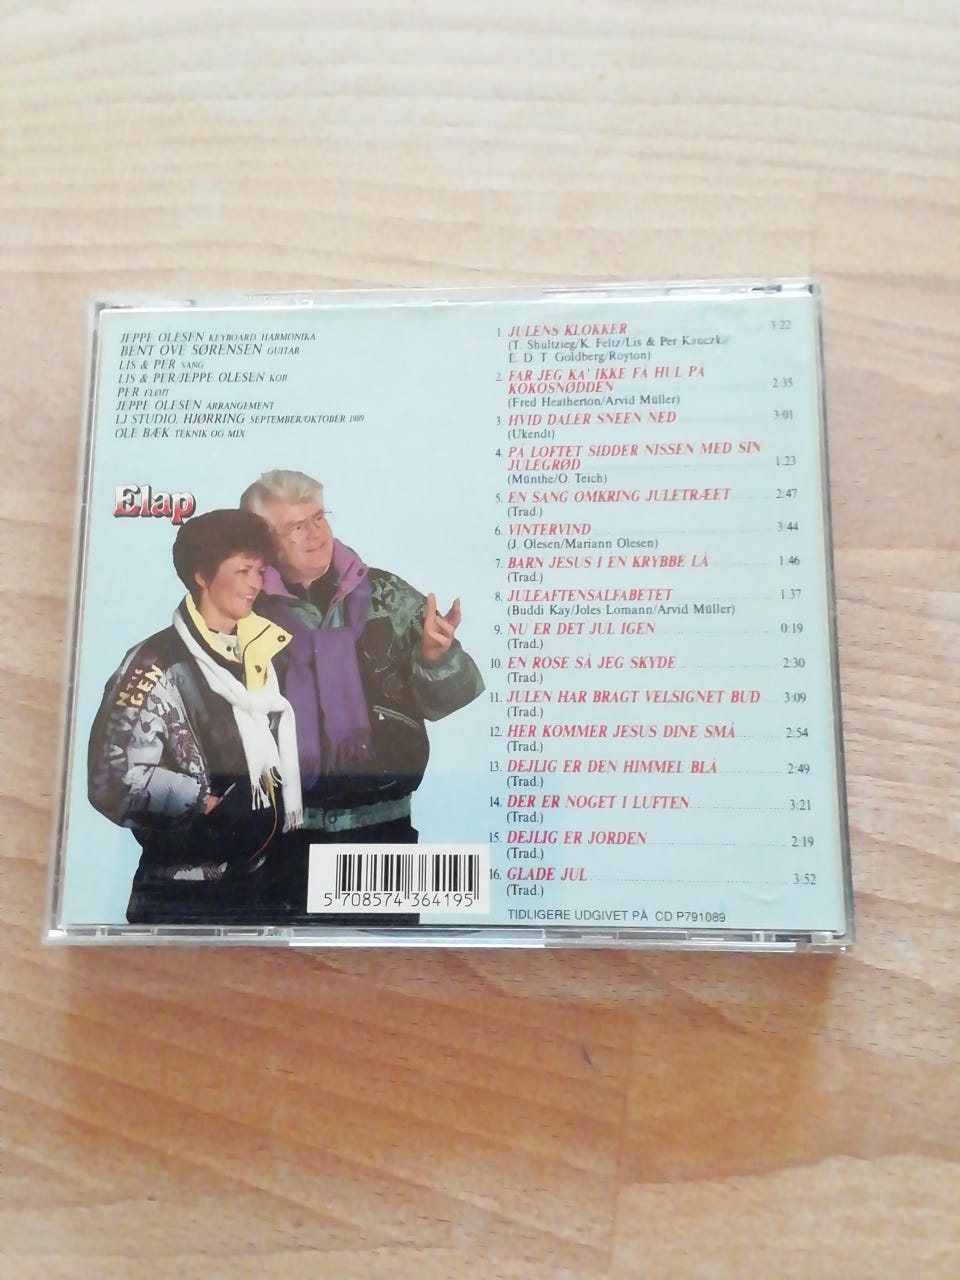 JEPPE OLESEN KEYBOARD HARMONIKA
BENT OVE SØRENSEN GUITAR
LIS & PER SANG
LIS & PER/JEPPE OLESEN KOR
PER FLØJT
JEPPE OLESEN ARRANGEMENT
LJ STUDIO, HJØRRING SEPTEMBER/OKTOBER 1989
OLE BÆK TEKNIK OG MIX
Elap
1. JULENS KLOKKER 3:22
(T. Shultzieg/K. Feltz/Lis & Per Kauczka/
E. D. T. Goldberg/Royton)
2. FAR JEG KA' IKKE FÅ HUL PÅ
KOKOSNØDDEN 2:35
(Fred Heatherton/Arvid Müller)
3. HVID DALER SNEEN NED 3:01
(Ukendt)
4. PÅ LOFTET SIDDER NISSEN MED SIN
JULEGRØD 1:23
(Münthe/O. Teich)
5. EN SANG OMKRING JULETRÆET 2:47
(Trad.)
6. VINTERVIND 3:44
(J. Olesen/Mariann Olesen)
7. BARN JESUS I EN KRYBBE LÅ 1:46
(Trad.)
8. JULEAFTENSALFABETET 1:37
(Buddi Kay/Joles Lomann/Arvid Müller)
9. NU ER DET JUL IGEN 0:19
(Trad.)
10. EN ROSE SÅ JEG SKYDE 2:30
(Trad.)
11. JULEN HAR BRAGT VELSIGNET BUD 3:09
(Trad.)
12. HER KOMMER JESUS DINE SMÅ 2:54
(Trad.)
13. DEJLIG ER DEN HIMMEL BLÅ 2:49
(Trad.)
14. DER ER NOGET I LUFTEN 3:21
(Trad.)
15. DEJLIG ER JORDEN 2:19
(Trad.)
16. GLADE JUL 3:52
(Trad.)
5 708574 364195
TIDLIGERE UDGIVET PÅ CD P791089